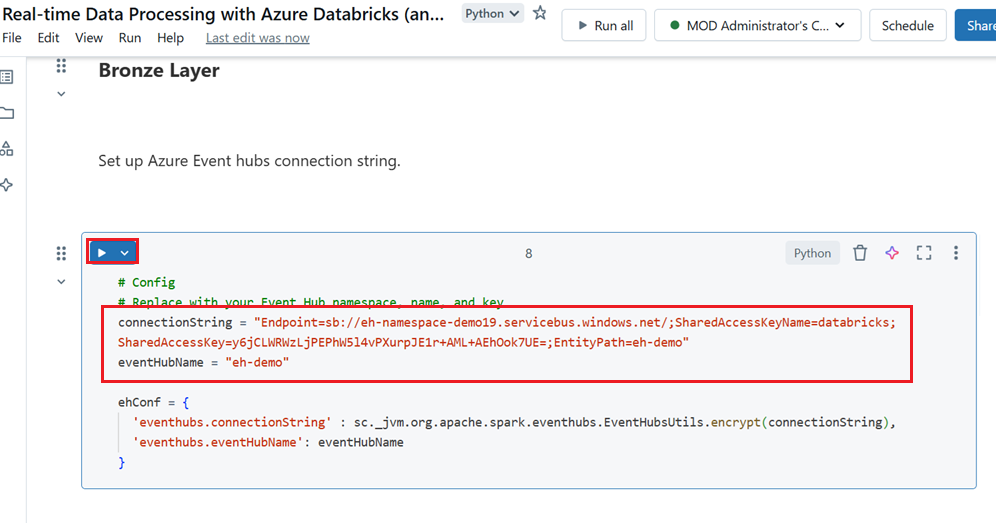 Real-time Data Processing with Azure Databricks (an...
Python
Run all
MOD Administrator's C...
Schedule
Share
File Edit View Run Help Last edit was now
Bronze Layer
Set up Azure Event hubs connection string.
8
Python
# Config
# Replace with your Event Hub namespace, name, and key
connectionString = "Endpoint=sb://eh-namespace-demo19.servicebus.windows.net/;SharedAccessKeyName=databricks;
SharedAccessKey=y6jCLWRWzLjPEPhW5l4vPXurpJE1r+AML+AEhOok7UE=;EntityPath=eh-demo"
eventHubName = "eh-demo"
ehConf = {
'eventhubs.connectionString' : sc._jvm.org.apache.spark.eventhubs.EventHubsUtils.encrypt(connectionString),
'eventhubs.eventHubName': eventHubName
}